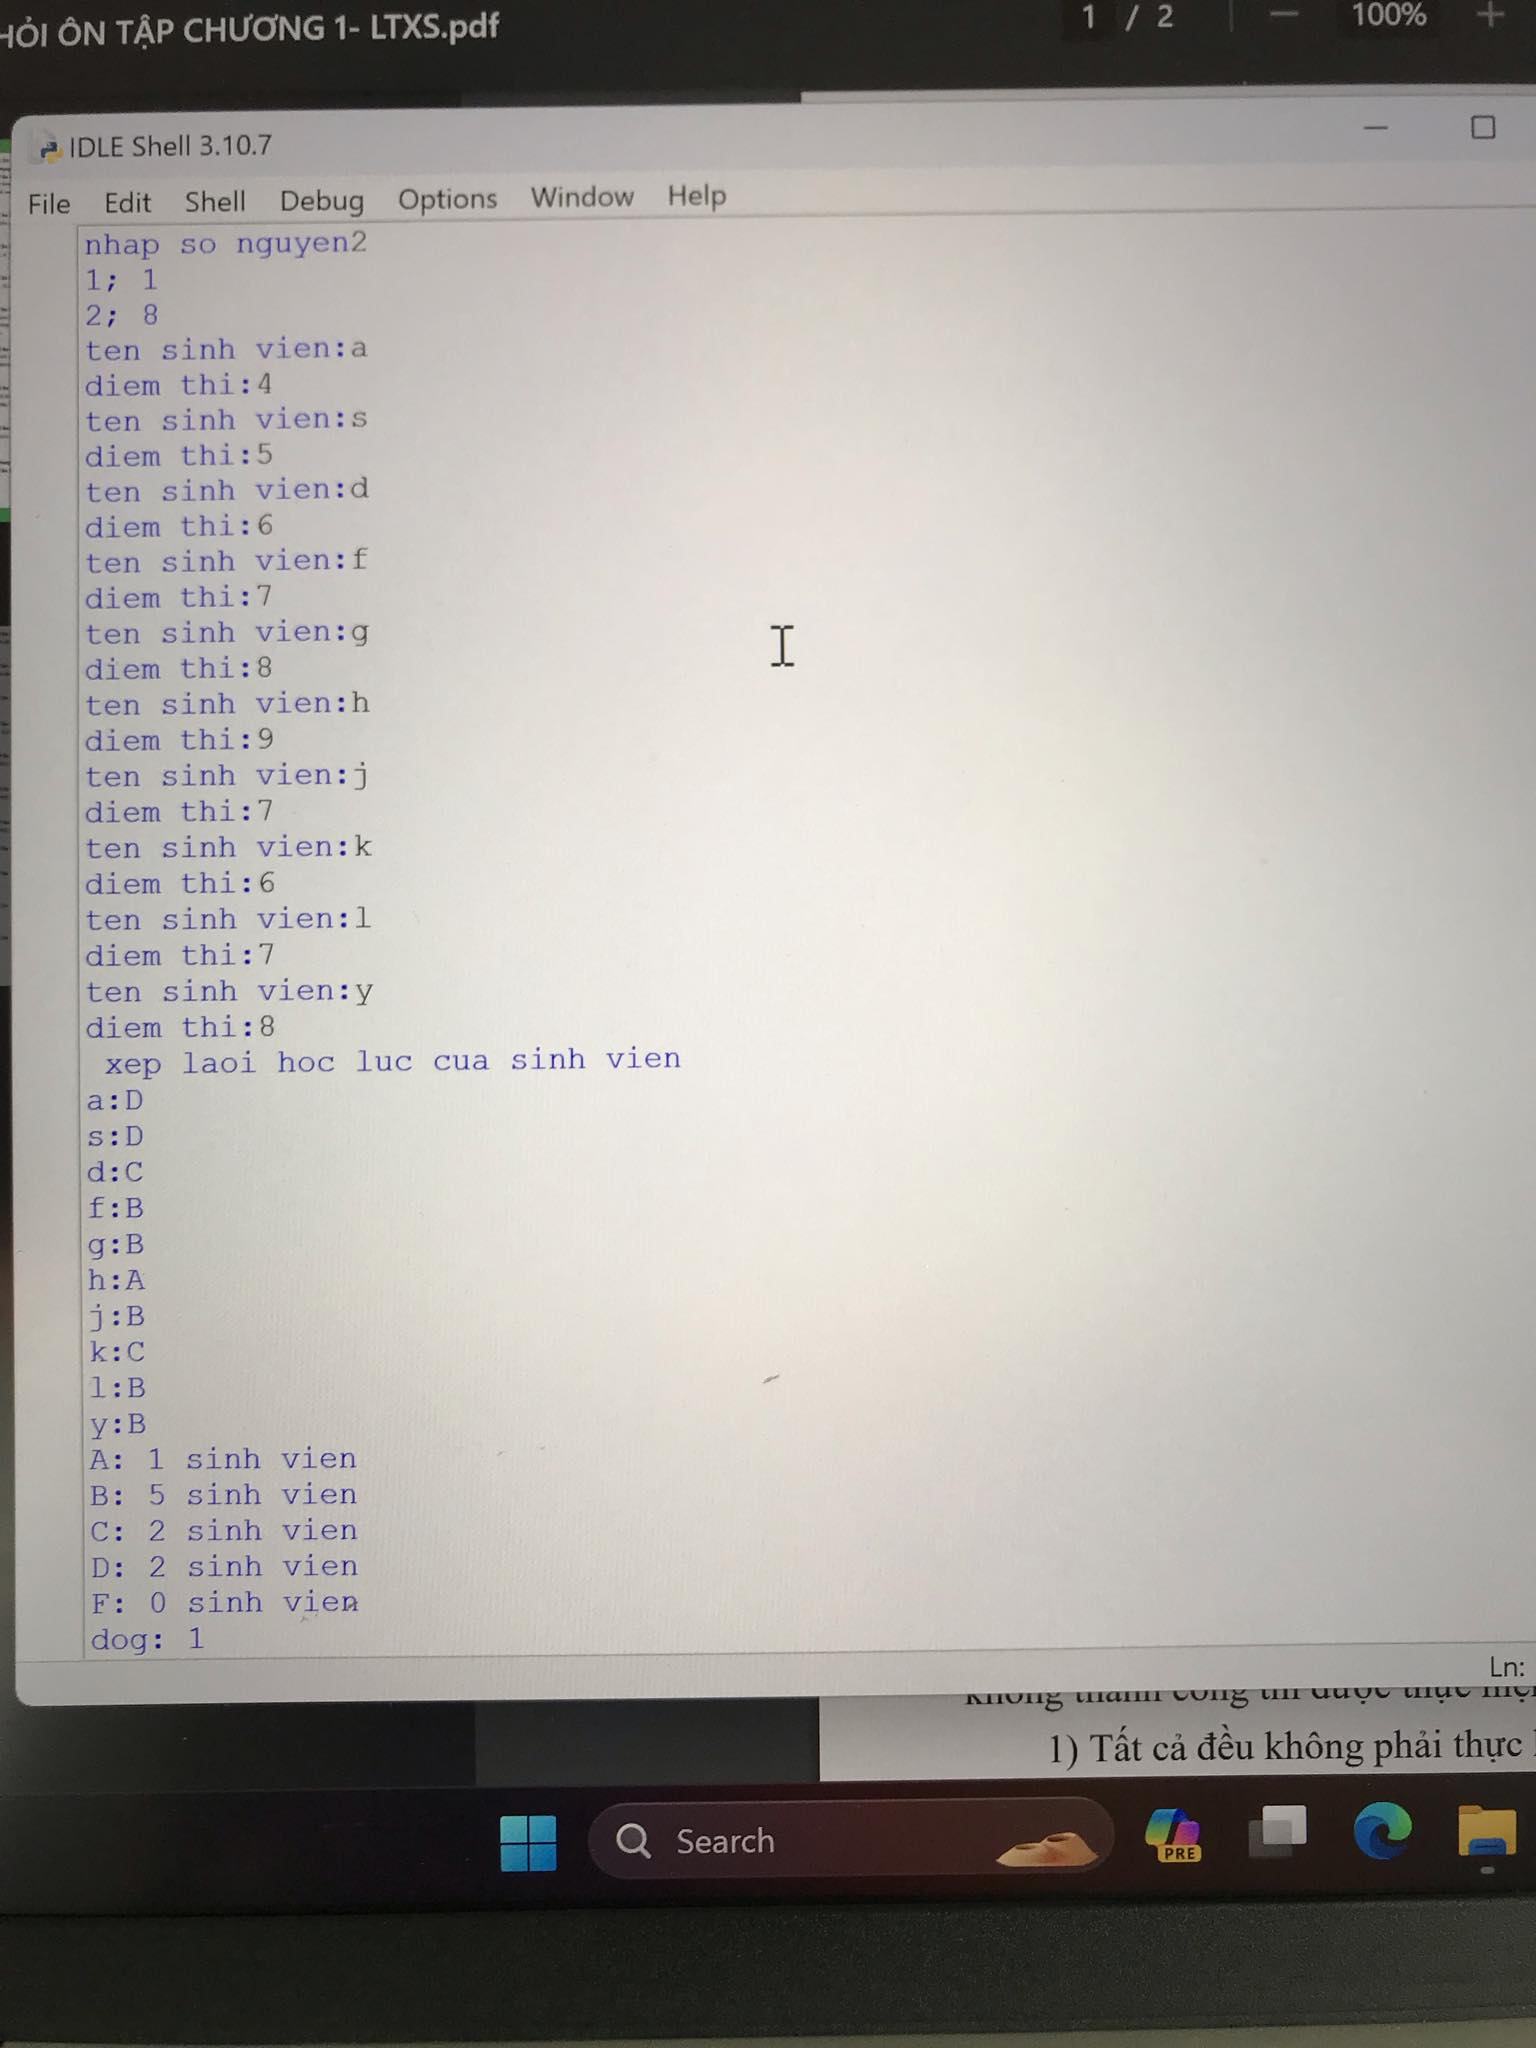 HỎI ÔN TẬP CHƯƠNG 1- LTXS.pdf
1 / 2
100%
IDLE Shell 3.10.7
File Edit Shell Debug Options Window Help
nhap so nguyen2
1; 1
2; 8
ten sinh vien:a
diem thi:4
ten sinh vien:s
diem thi:5
ten sinh vien:d
diem thi:6
ten sinh vien:f
diem thi:7
ten sinh vien:g
diem thi:8
ten sinh vien:h
diem thi:9
ten sinh vien:j
diem thi:7
ten sinh vien:k
diem thi:6
ten sinh vien:l
diem thi:7
ten sinh vien:y
diem thi:8
xep laoi hoc luc cua sinh vien
a:D
s:D
d:C
f:B
g:B
h:A
j:B
k:C
l:B
y:B
A: 1 sinh vien
B: 5 sinh vien
C: 2 sinh vien
D: 2 sinh vien
F: 0 sinh vien
dog: 1
Ln:
không thành công thì được thực
1) Tất cả đều không phải thực
Search
PRE